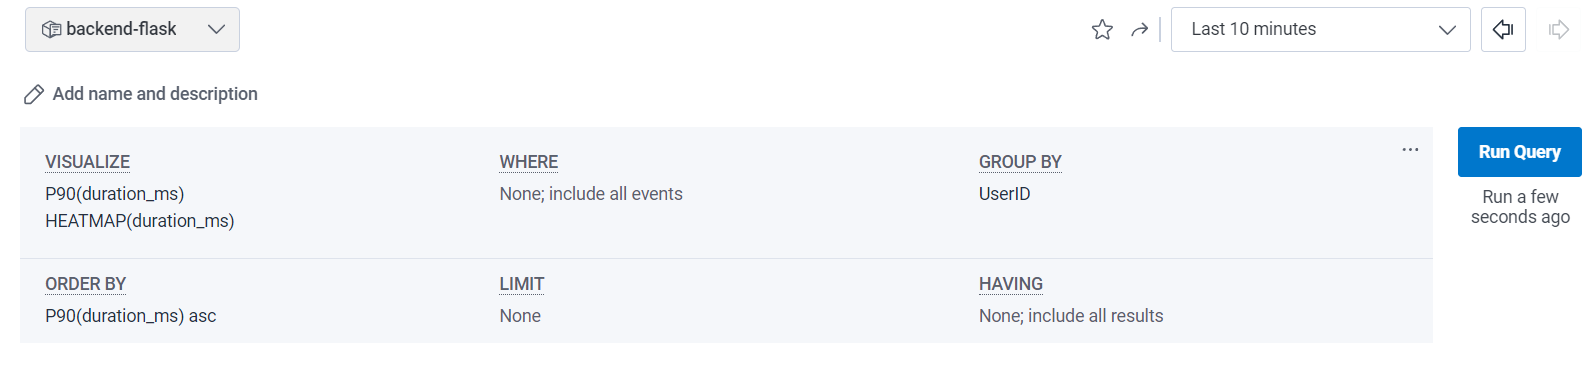 backend-flask
Last 10 minutes
Add name and description
VISUALIZE
P90(duration_ms)
HEATMAP(duration_ms)
WHERE
None; include all events
GROUP BY
UserID
Run Query
Run a few
seconds ago
ORDER BY
P90(duration_ms) asc
LIMIT
None
HAVING
None; include all results